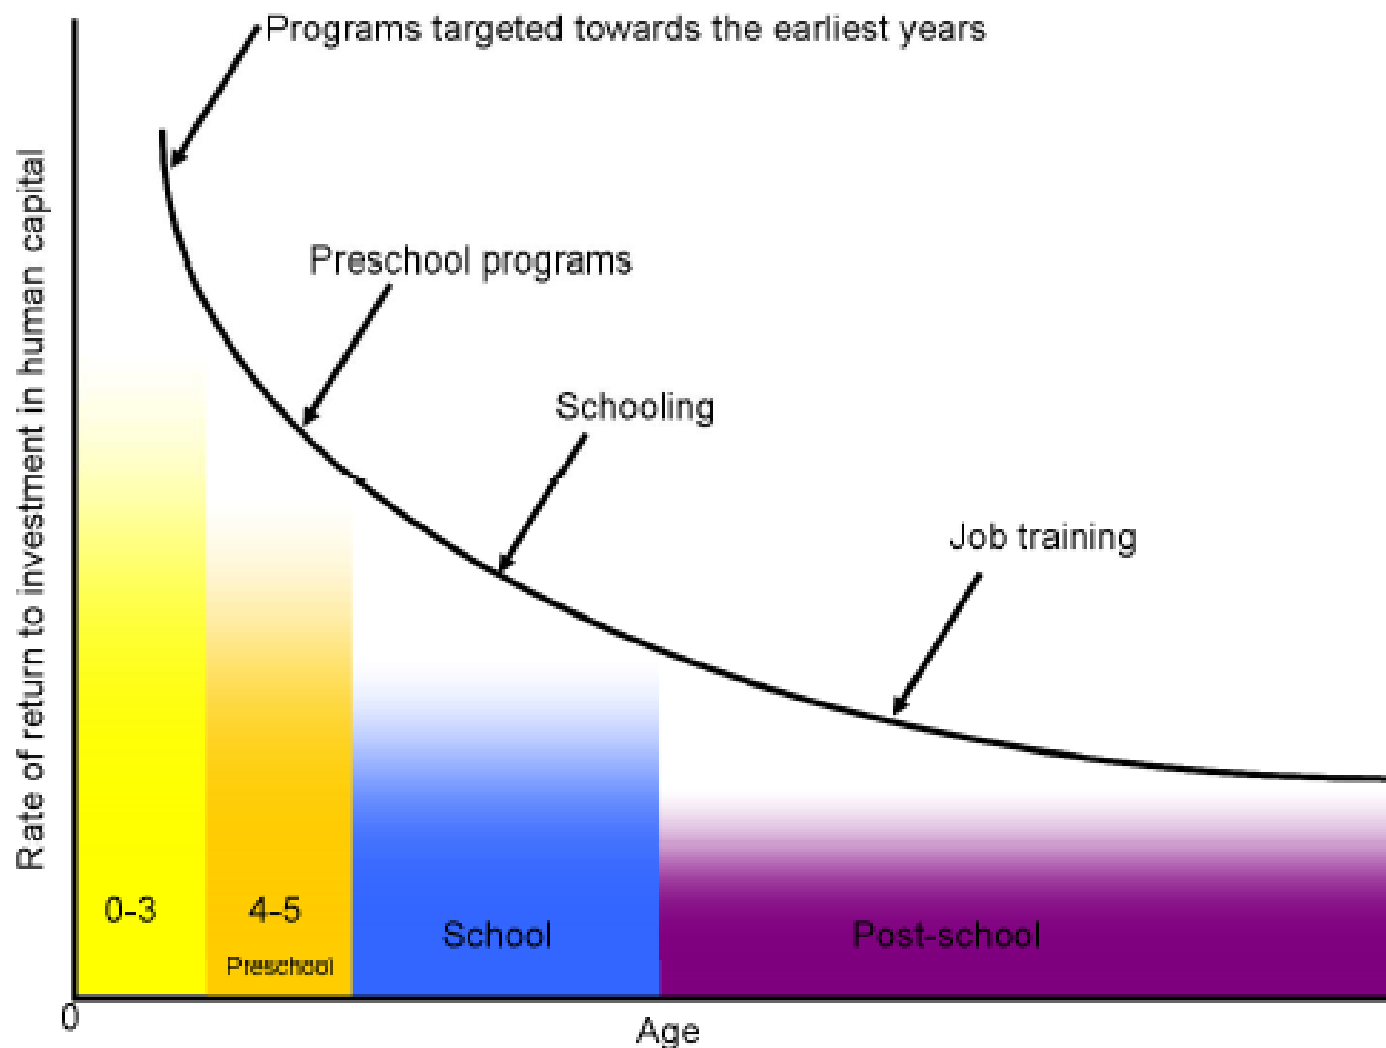 Programs targeted towards the earliest years
Preschool programs
Schooling
Job training
Rate of return to investment in human capital
0-3
4-5
Preschool
School
Post-school
0
Age